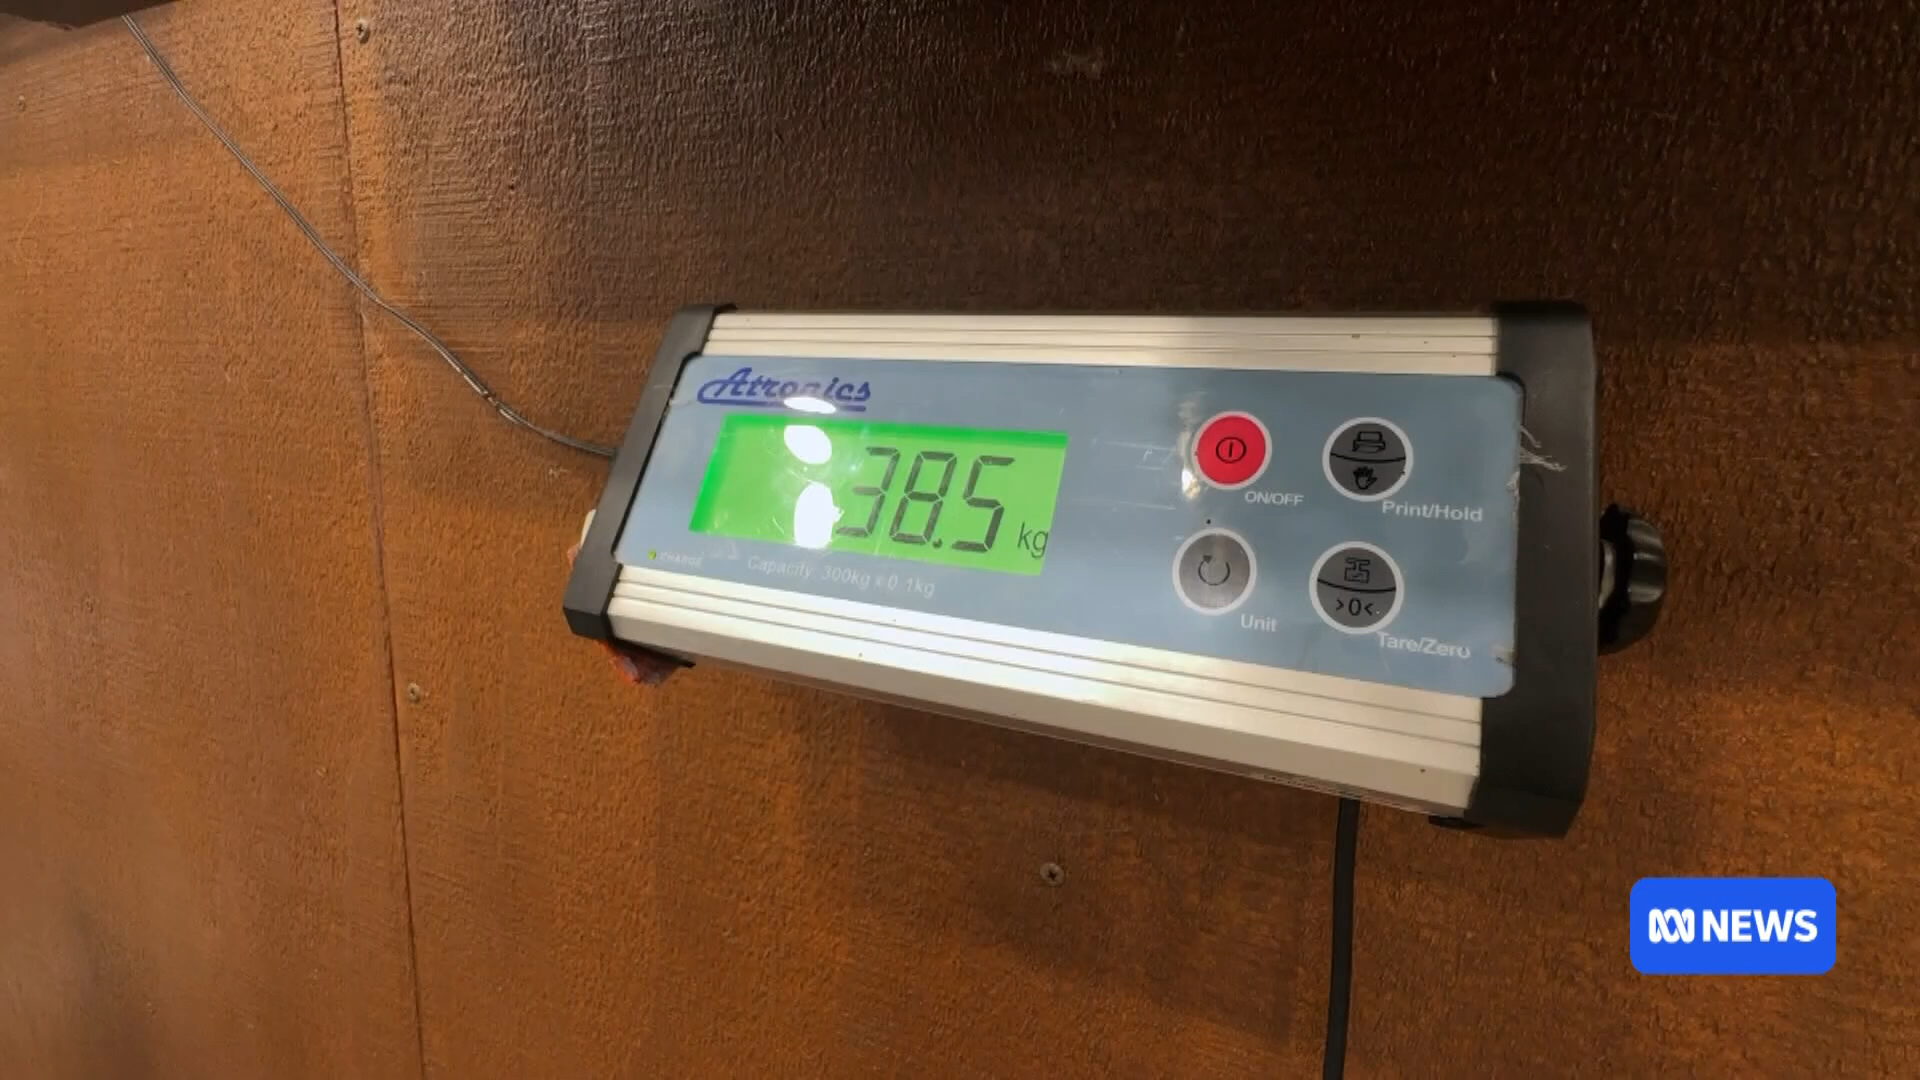 Atronics
38.5 kg
CHARGE
Capacity: 300kg x 0.1kg
ON/OFF
Print/Hold
Unit
>0<
Tare/Zero
NEWS